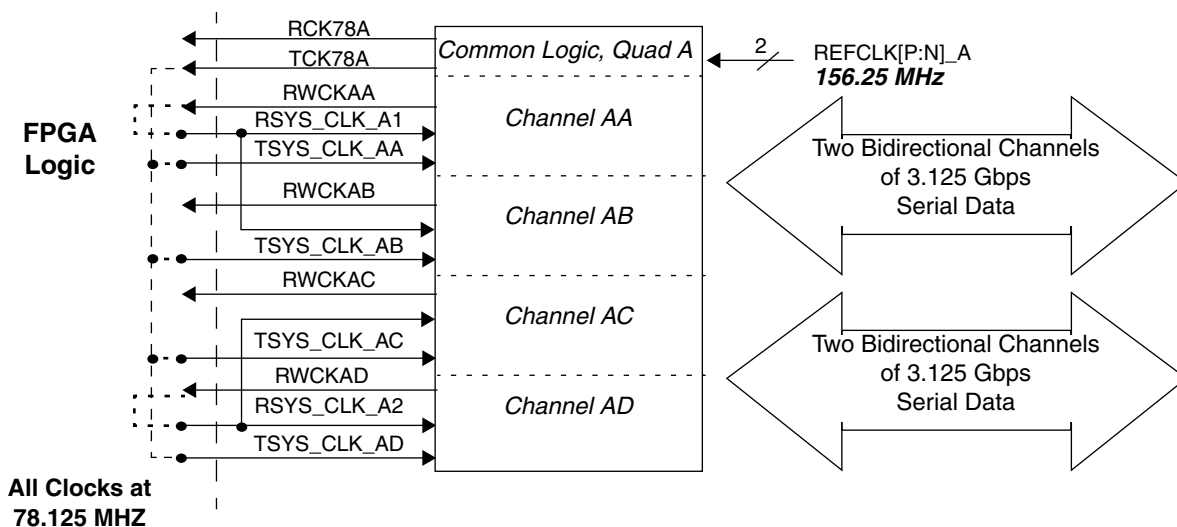 RCK78A
TCK78A
RWCKAA
RSYS_CLK_A1
TSYS_CLK_AA
RWCKAB
TSYS_CLK_AB
RWCKAC
TSYS_CLK_AC
RWCKAD
RSYS_CLK_A2
TSYS_CLK_AD
FPGA
Logic
All Clocks at
78.125 MHZ
Common Logic, Quad A
Channel AA
Channel AB
Channel AC
Channel AD
2
REFCLK[P:N]_A
156.25 MHz
Two Bidirectional Channels
of 3.125 Gbps
Serial Data
Two Bidirectional Channels
of 3.125 Gbps
Serial Data